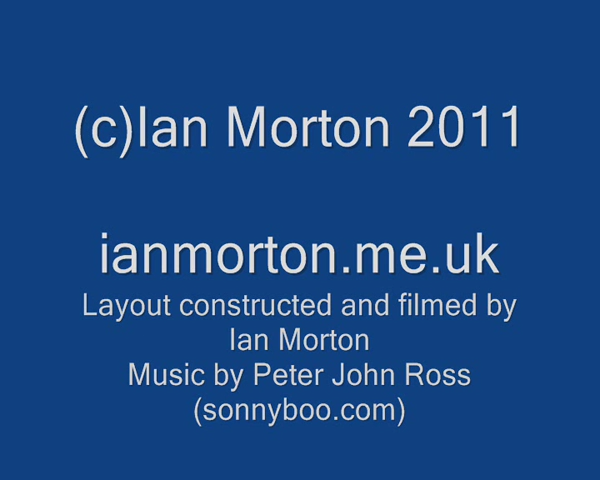 (c)Ian Morton 2011
ianmorton.me.uk
Layout constructed and filmed by
Ian Morton
Music by Peter John Ross
(sonnyboo.com)